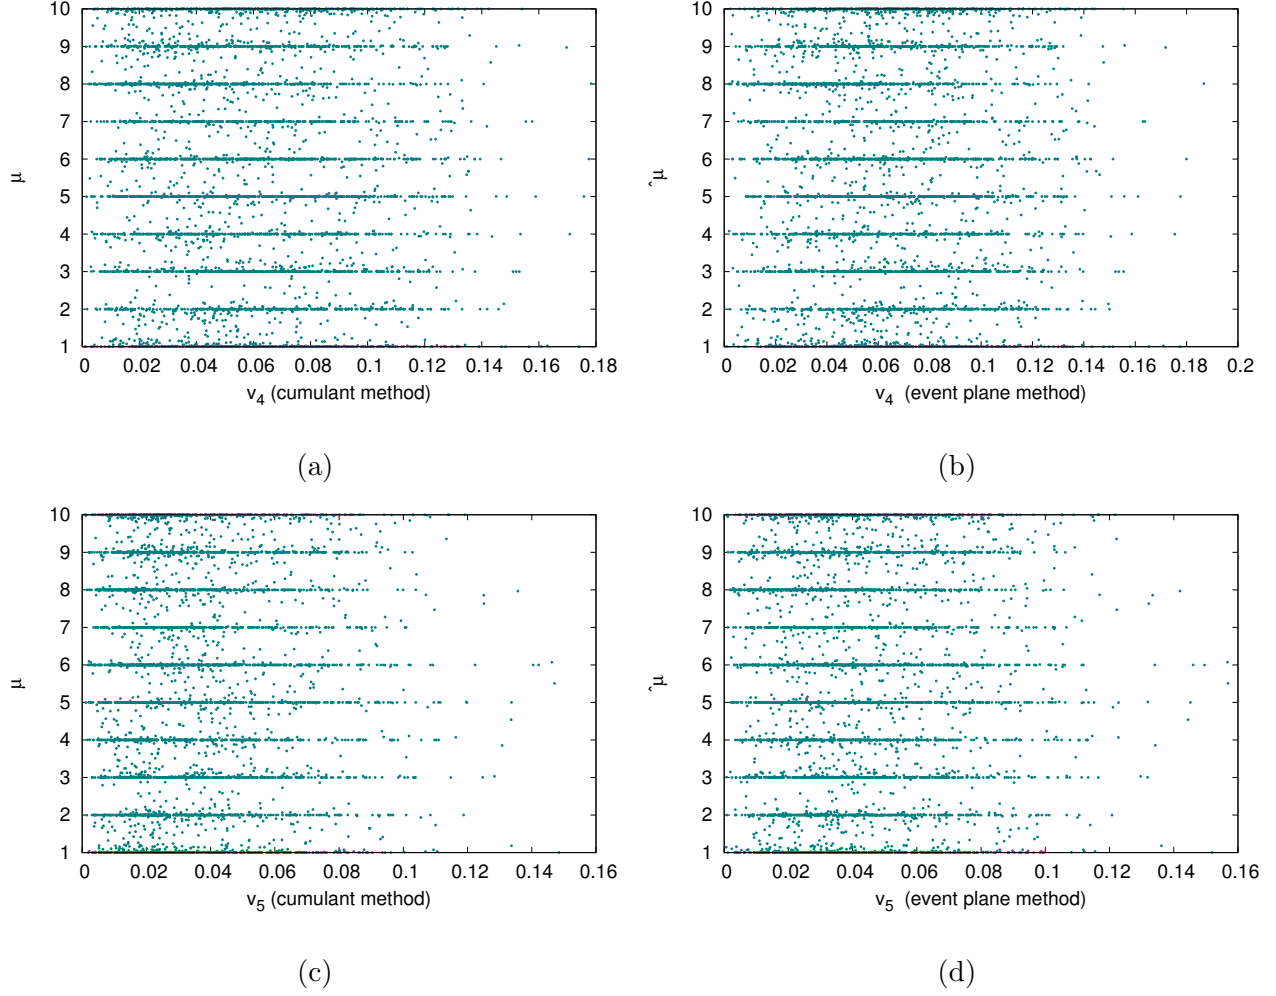 10 9 8 7 6 5 4 3 2 1
μ
0 0.02 0.04 0.06 0.08 0.1 0.12 0.14 0.16 0.18
v4 (cumulant method)
(a)
10 9 8 7 6 5 4 3 2 1
μ̂
0 0.02 0.04 0.06 0.08 0.1 0.12 0.14 0.16 0.18 0.2
v4 (event plane method)
(b)
10 9 8 7 6 5 4 3 2 1
μ
0 0.02 0.04 0.06 0.08 0.1 0.12 0.14 0.16
v5 (cumulant method)
(c)
10 9 8 7 6 5 4 3 2 1
μ̂
0 0.02 0.04 0.06 0.08 0.1 0.12 0.14 0.16
v5 (event plane method)
(d)